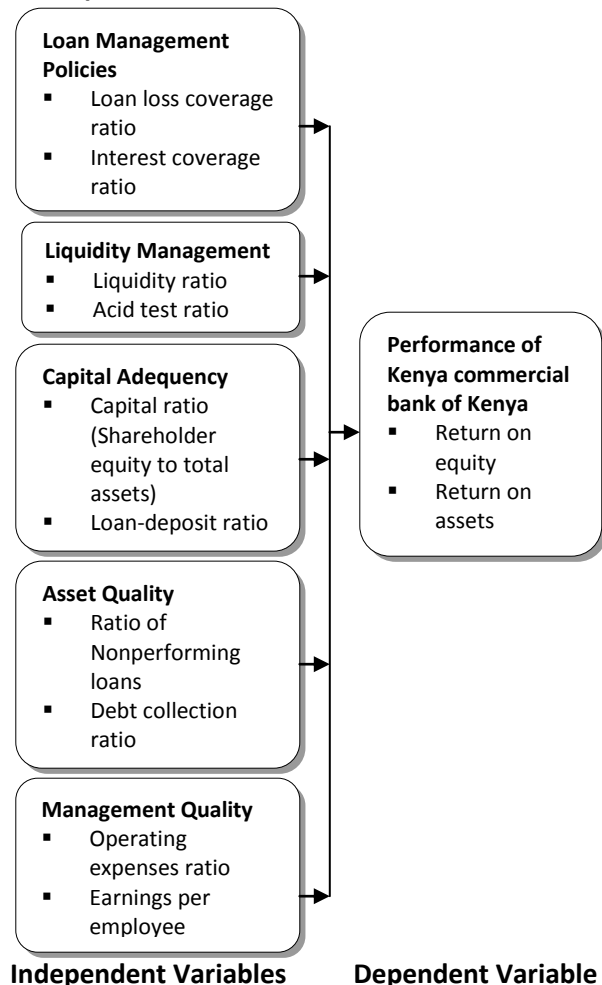 Loan Management
Policies
▪ Loan loss coverage
ratio
▪ Interest coverage
ratio
Liquidity Management
▪ Liquidity ratio
▪ Acid test ratio
Capital Adequency
▪ Capital ratio
(Shareholder
equity to total
assets)
▪ Loan-deposit ratio
Asset Quality
▪ Ratio of
Nonperforming
loans
▪ Debt collection
ratio
Management Quality
▪ Operating
expenses ratio
▪ Earnings per
employee
Performance of
Kenya commercial
bank of Kenya
▪ Return on
equity
▪ Return on
assets
Independent Variables
Dependent Variable